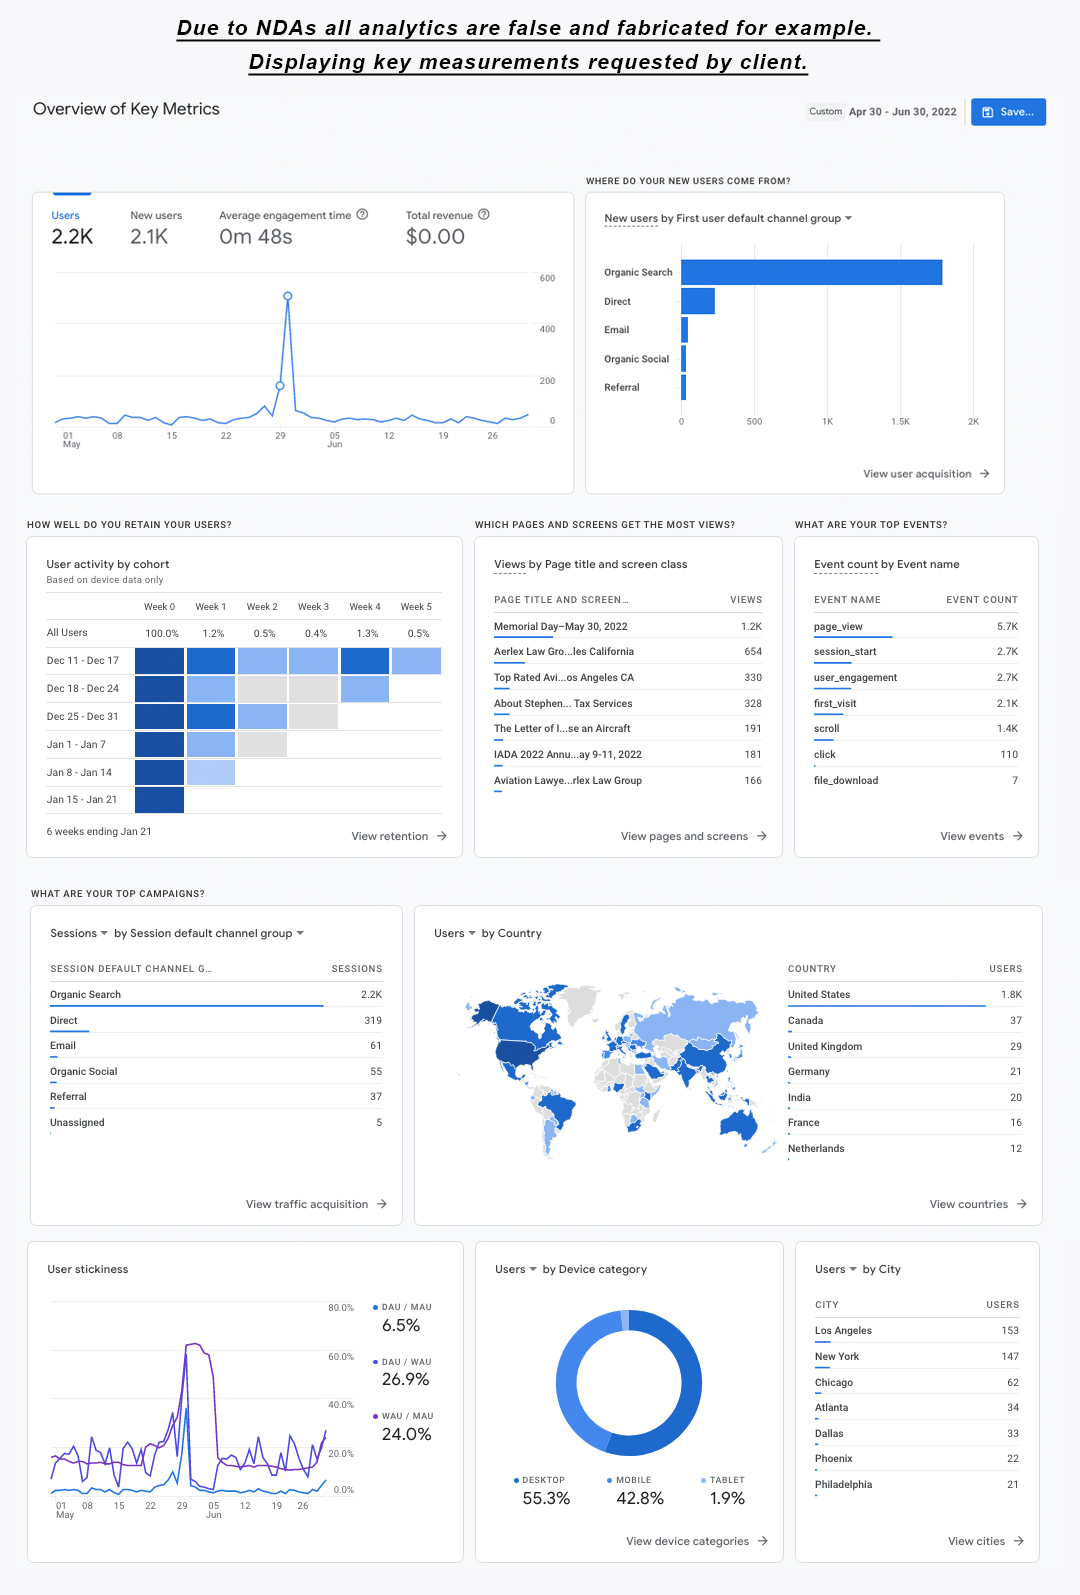 Due to NDAs all analytics are false and fabricated for example.
Displaying key measurements requested by client.
Overview of Key Metrics
Custom Apr 30 - Jun 30, 2022
Save...
Users New users Average engagement time Total revenue
2.2K 2.1K 0m 48s $0.00
600
400
200
0
01 08 15 22 29 05 12 19 26
May Jun
WHERE DO YOUR NEW USERS COME FROM?
New users by First user default channel group
Organic Search
Direct
Email
Organic Social
Referral
0 500 1K 1.5K 2K
View user acquisition
HOW WELL DO YOU RETAIN YOUR USERS?
User activity by cohort
Based on device data only
Week 0 Week 1 Week 2 Week 3 Week 4 Week 5
All Users 100.0% 1.2% 0.5% 0.4% 1.3% 0.5%
Dec 11 - Dec 17
Dec 18 - Dec 24
Dec 25 - Dec 31
Jan 1 - Jan 7
Jan 8 - Jan 14
Jan 15 - Jan 21
6 weeks ending Jan 21
View retention
WHICH PAGES AND SCREENS GET THE MOST VIEWS?
Views by Page title and screen class
PAGE TITLE AND SCREEN... VIEWS
Memorial Day–May 30, 2022 1.2K
Aerlex Law Gro...les California 654
Top Rated Avi...os Angeles CA 330
About Stephen... Tax Services 328
The Letter of I...se an Aircraft 191
IADA 2022 Annu...ay 9-11, 2022 181
Aviation Lawye...rlex Law Group 166
View pages and screens
WHAT ARE YOUR TOP EVENTS?
Event count by Event name
EVENT NAME EVENT COUNT
page_view 5.7K
session_start 2.7K
user_engagement 2.7K
first_visit 2.1K
scroll 1.4K
click 110
file_download 7
View events
WHAT ARE YOUR TOP CAMPAIGNS?
Sessions by Session default channel group
SESSION DEFAULT CHANNEL G... SESSIONS
Organic Search 2.2K
Direct 319
Email 61
Organic Social 55
Referral 37
Unassigned 5
View traffic acquisition
Users by Country
COUNTRY USERS
United States 1.8K
Canada 37
United Kingdom 29
Germany 21
India 20
France 16
Netherlands 12
View countries
User stickiness
80.0%
60.0%
40.0%
20.0%
0.0%
01 08 15 22 29 05 12 19 26
May Jun
DAU / MAU
6.5%
DAU / WAU
26.9%
WAU / MAU
24.0%
Users by Device category
DESKTOP MOBILE TABLET
55.3% 42.8% 1.9%
View device categories
Users by City
CITY USERS
Los Angeles 153
New York 147
Chicago 62
Atlanta 34
Dallas 33
Phoenix 22
Philadelphia 21
View cities